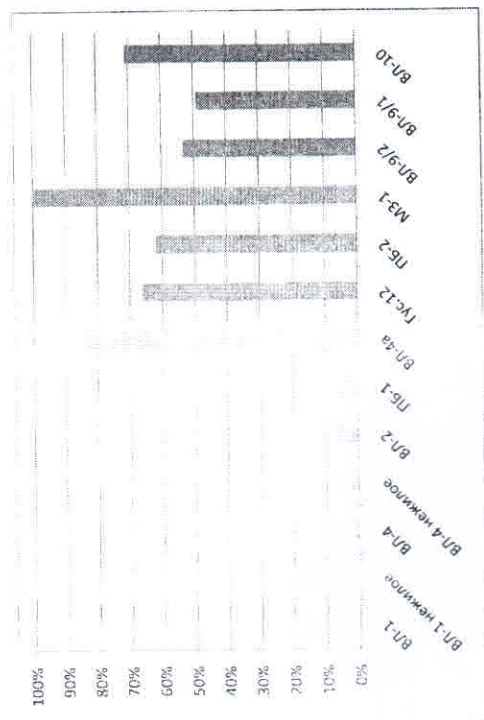 100%
90%
80%
70%
60%
50%
40%
30%
20%
10%
0%
ВЛ-1
ВЛ-1 нежилое
ВЛ-4
ВЛ-4 нежилое
ВЛ-2
ПБ-1
ВЛ-4а
Гус.12
ПБ-2
МЗ-1
ВЛ-9/2
ВЛ-9/1
ВЛ-10